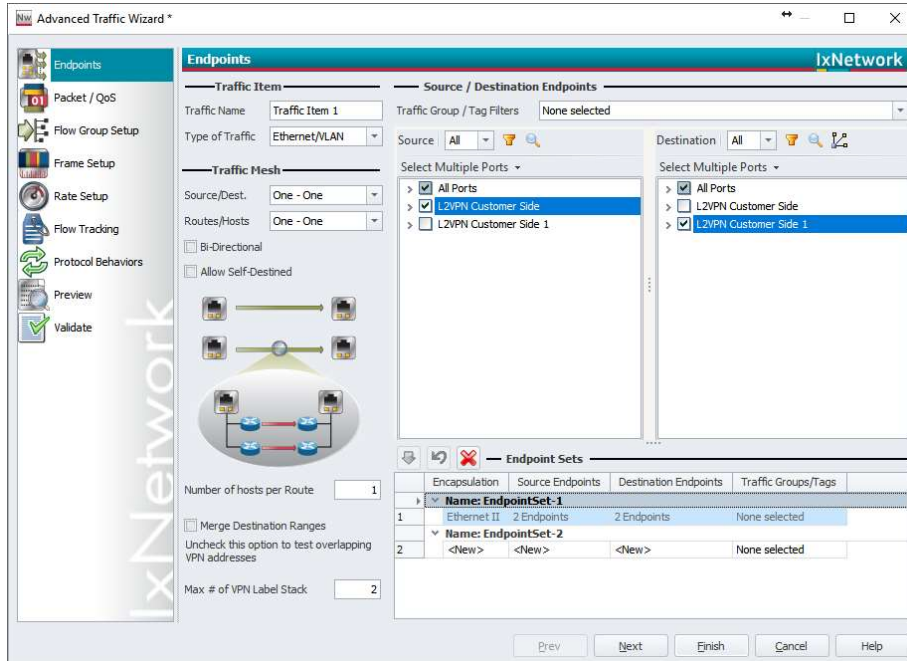 Advanced Traffic Wizard *
Endpoints
Packet / QoS
Flow Group Setup
Frame Setup
Rate Setup
Flow Tracking
Protocol Behaviors
Preview
Validate
IxNetwork
Endpoints
IxNetwork
Traffic Item
Traffic Name Traffic Item 1
Type of Traffic Ethernet/VLAN
Traffic Mesh
Source/Dest. One - One
Routes/Hosts One - One
Bi-Directional
Allow Self-Destined
Number of hosts per Route 1
Merge Destination Ranges
Uncheck this option to test overlapping
VPN addresses
Max # of VPN Label Stack 2
Source / Destination Endpoints
Traffic Group / Tag Filters None selected
Source All
Select Multiple Ports
All Ports
L2VPN Customer Side
L2VPN Customer Side 1
Destination All
Select Multiple Ports
All Ports
L2VPN Customer Side
L2VPN Customer Side 1
Endpoint Sets
Encapsulation Source Endpoints Destination Endpoints Traffic Groups/Tags
Name: EndpointSet-1
1 Ethernet II 2 Endpoints 2 Endpoints None selected
Name: EndpointSet-2
2 <New> <New> <New> None selected
Prev Next Finish Cancel Help